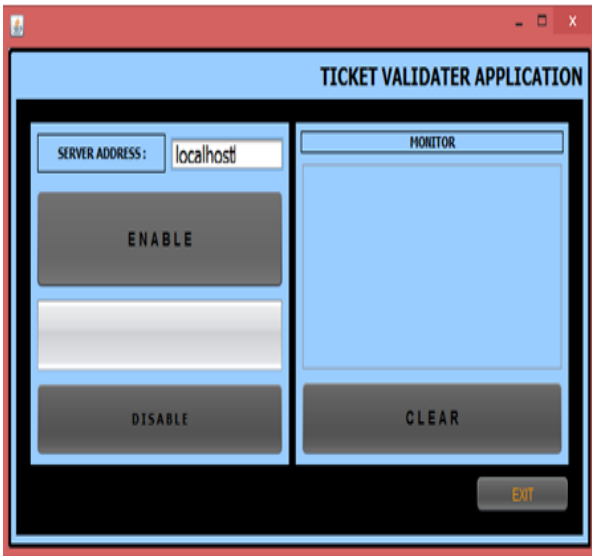 TICKET VALIDATER APPLICATION
SERVER ADDRESS :
localhost
ENABLE
DISABLE
MONITOR
CLEAR
EXIT